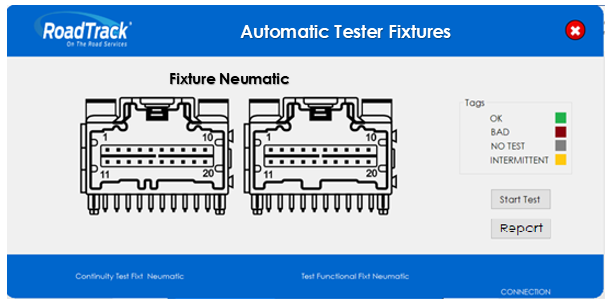 RoadTrack®
On The Road Services
Automatic Tester Fixtures
Fixture Neumatic
1 10
11 20
1 10
11 20
Tags
OK
BAD
NO TEST
INTERMITTENT
Start Test
Report
Continuity Test Fixt Neumatic
Test Functional Fixt Neumatic
CONNECTION